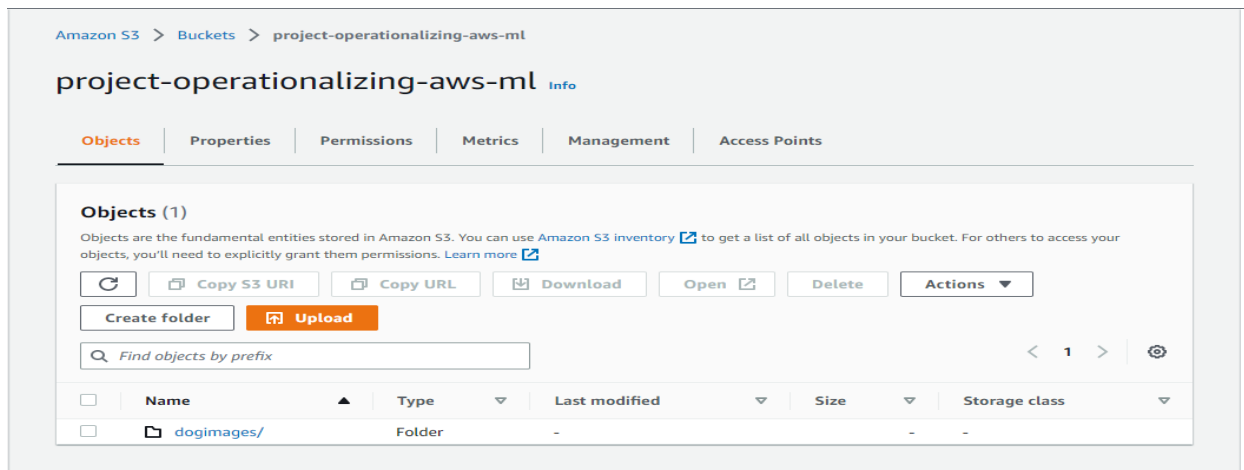 Amazon S3 > Buckets > project-operationalizing-aws-ml
project-operationalizing-aws-ml Info
Objects Properties Permissions Metrics Management Access Points
Objects (1)
Objects are the fundamental entities stored in Amazon S3. You can use Amazon S3 inventory to get a list of all objects in your bucket. For others to access your
objects, you'll need to explicitly grant them permissions. Learn more
Copy S3 URI Copy URL Download Open Delete Actions
Create folder Upload
Find objects by prefix < 1 >
Name Type Last modified Size Storage class
dogimages/ Folder - - -